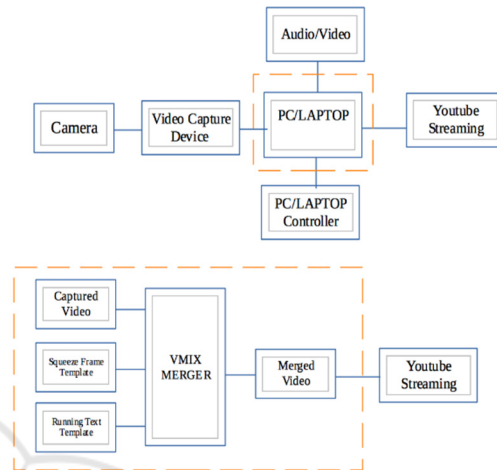 Audio/Video
Camera
Video Capture
Device
PC/LAPTOP
Youtube
Streaming
PC/LAPTOP
Controller
Captured
Video
Squeeze Frame
Template
Running Text
Template
VMIX
MERGER
Merged
Video
Youtube
Streaming